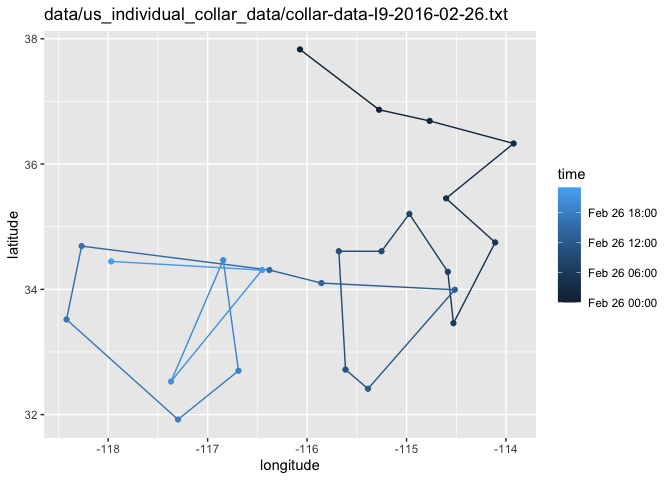 data/us_individual_collar_data/collar-data-I9-2016-02-26.txt
38
36
34
32
latitude
-118
-117
-116
-115
-114
longitude
time
Feb 26 18:00
Feb 26 12:00
Feb 26 06:00
Feb 26 00:00